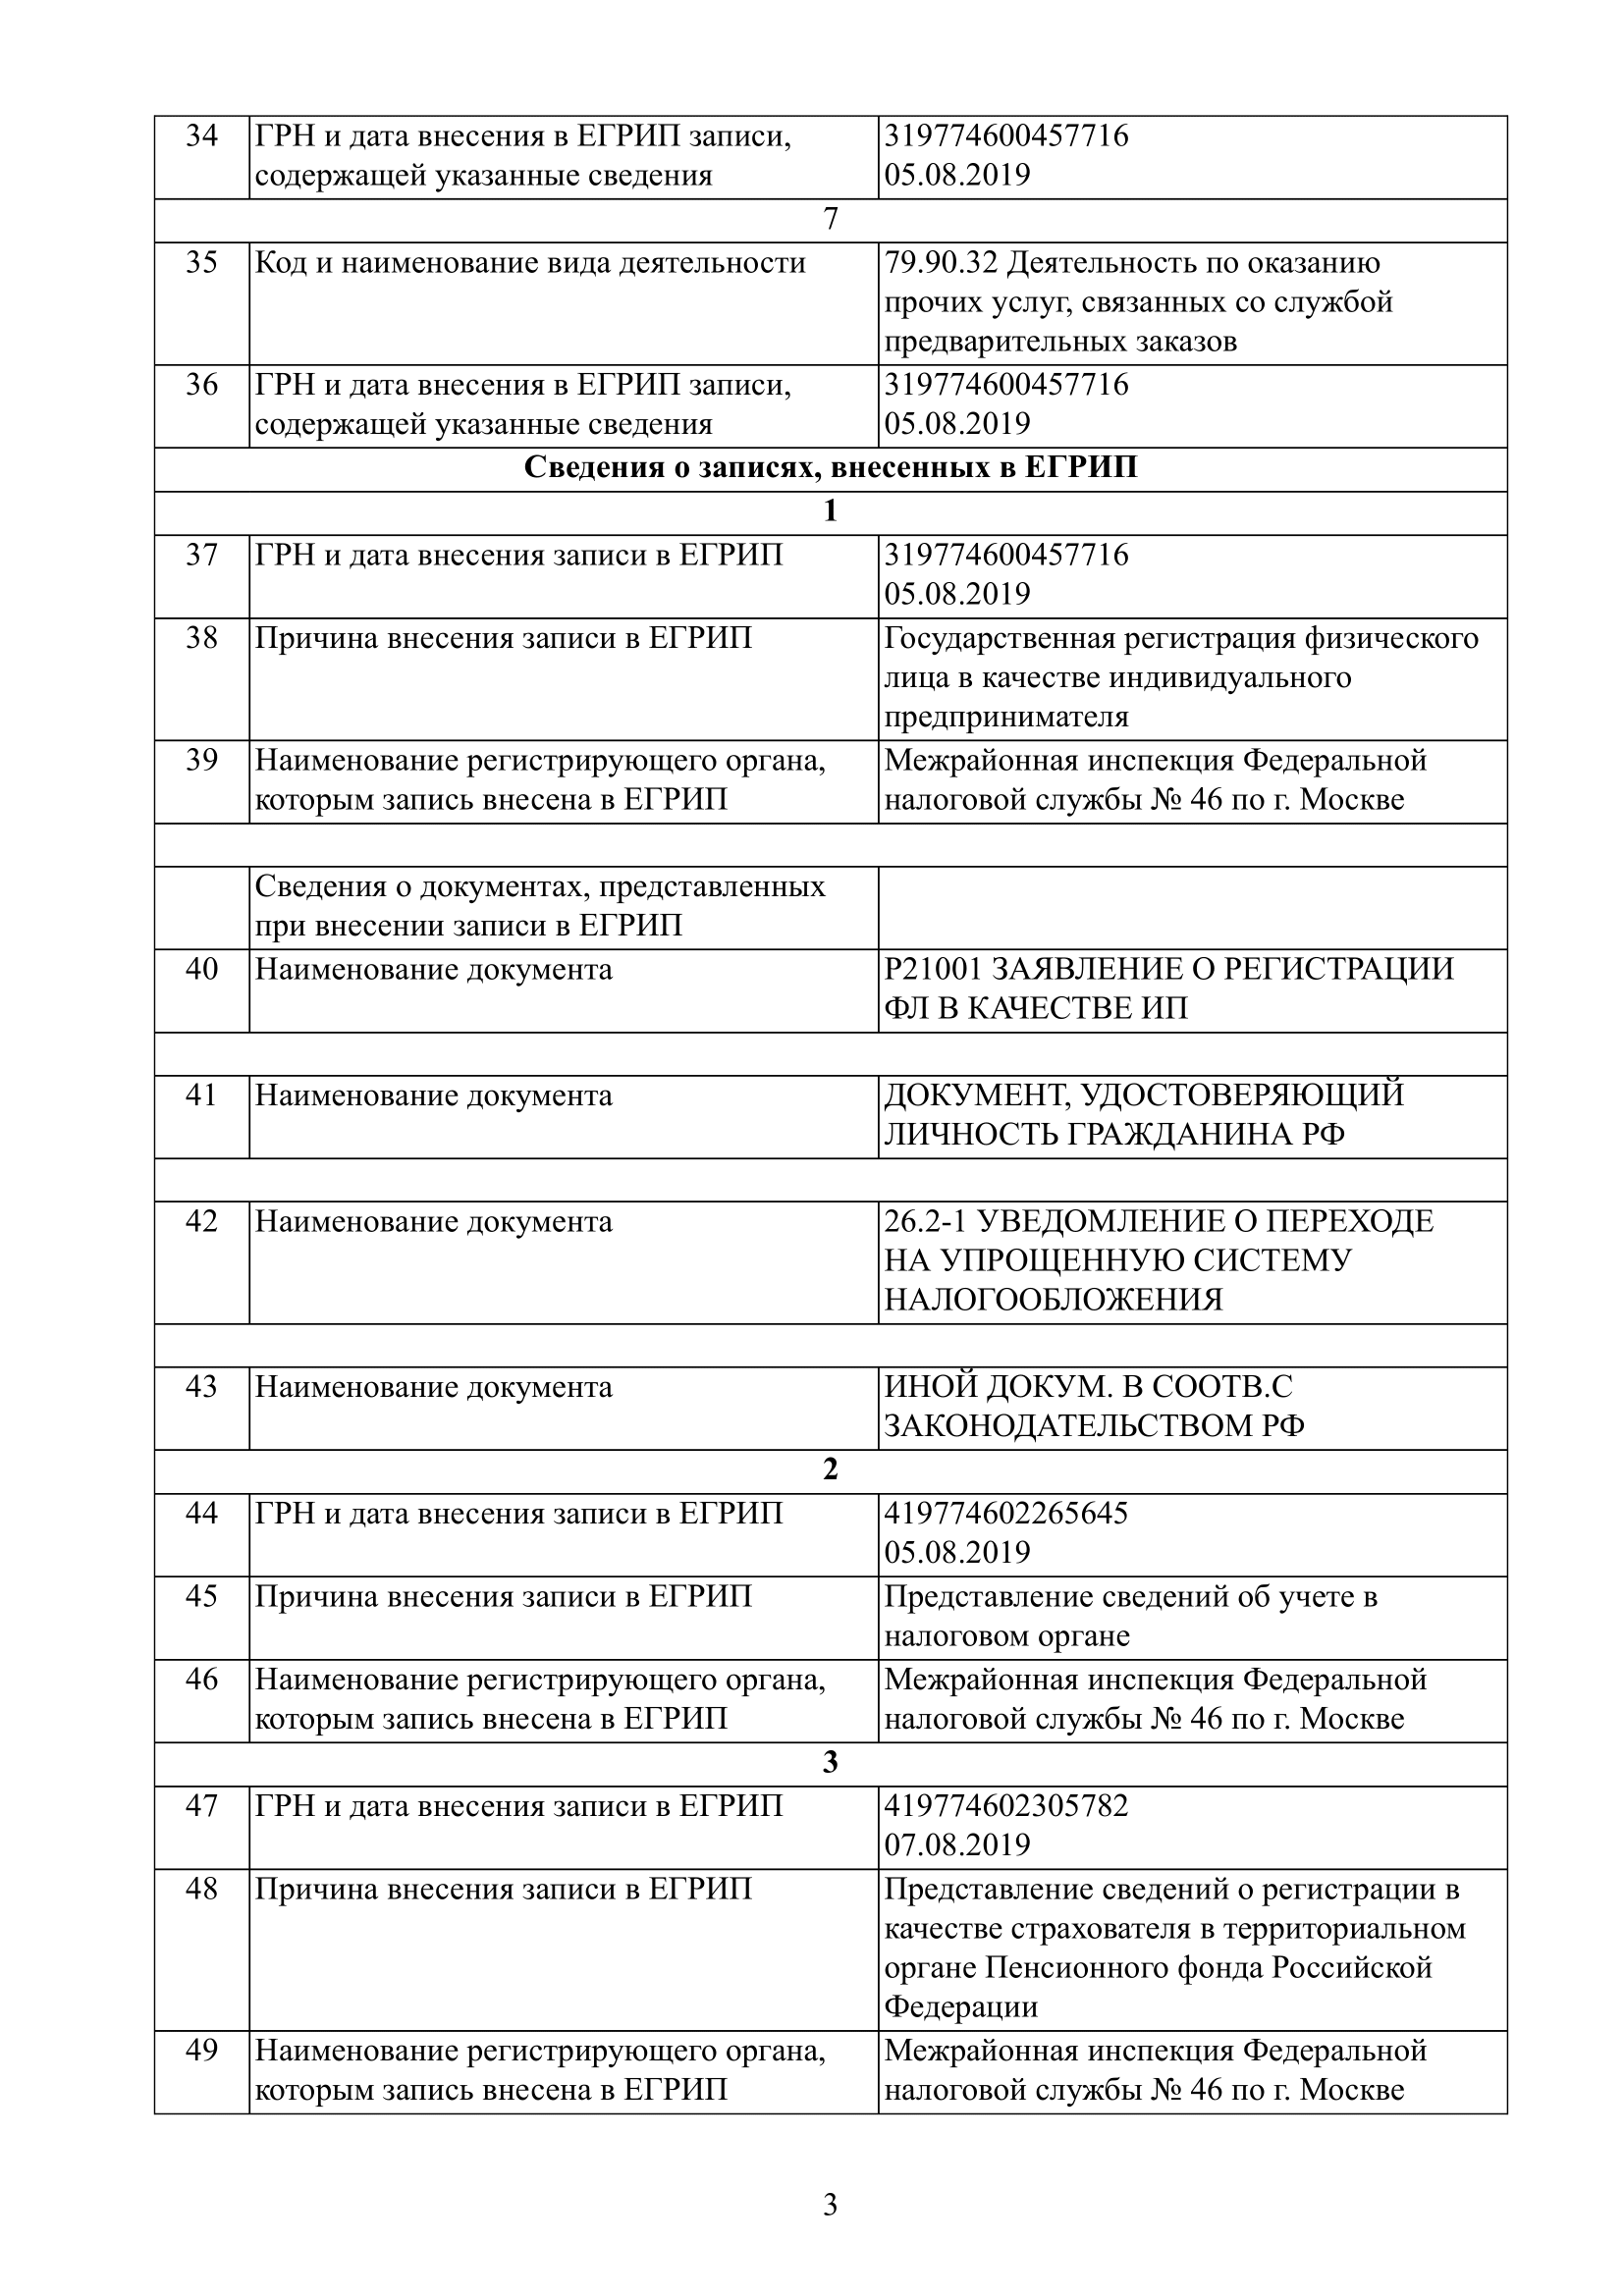 34 ГРН и дата внесения в ЕГРИП записи, 319774600457716
содержащей указанные сведения 05.08.2019
7
35 Код и наименование вида деятельности 79.90.32 Деятельность по оказанию
прочих услуг, связанных со службой
предварительных заказов
36 ГРН и дата внесения в ЕГРИП записи, 319774600457716
содержащей указанные сведения 05.08.2019
Сведения о записях, внесенных в ЕГРИП
1
37 ГРН и дата внесения записи в ЕГРИП 319774600457716
05.08.2019
38 Причина внесения записи в ЕГРИП Государственная регистрация физического
лица в качестве индивидуального
предпринимателя
39 Наименование регистрирующего органа, Межрайонная инспекция Федеральной
которым запись внесена в ЕГРИП налоговой службы № 46 по г. Москве
Сведения о документах, представленных
при внесении записи в ЕГРИП
40 Наименование документа Р21001 ЗАЯВЛЕНИЕ О РЕГИСТРАЦИИ
ФЛ В КАЧЕСТВЕ ИП
41 Наименование документа ДОКУМЕНТ, УДОСТОВЕРЯЮЩИЙ
ЛИЧНОСТЬ ГРАЖДАНИНА РФ
42 Наименование документа 26.2-1 УВЕДОМЛЕНИЕ О ПЕРЕХОДЕ
НА УПРОЩЕННУЮ СИСТЕМУ
НАЛОГООБЛОЖЕНИЯ
43 Наименование документа ИНОЙ ДОКУМ. В СООТВ.С
ЗАКОНОДАТЕЛЬСТВОМ РФ
2
44 ГРН и дата внесения записи в ЕГРИП 419774602265645
05.08.2019
45 Причина внесения записи в ЕГРИП Представление сведений об учете в
налоговом органе
46 Наименование регистрирующего органа, Межрайонная инспекция Федеральной
которым запись внесена в ЕГРИП налоговой службы № 46 по г. Москве
3
47 ГРН и дата внесения записи в ЕГРИП 419774602305782
07.08.2019
48 Причина внесения записи в ЕГРИП Представление сведений о регистрации в
качестве страхователя в территориальном
органе Пенсионного фонда Российской
Федерации
49 Наименование регистрирующего органа, Межрайонная инспекция Федеральной
которым запись внесена в ЕГРИП налоговой службы № 46 по г. Москве
3